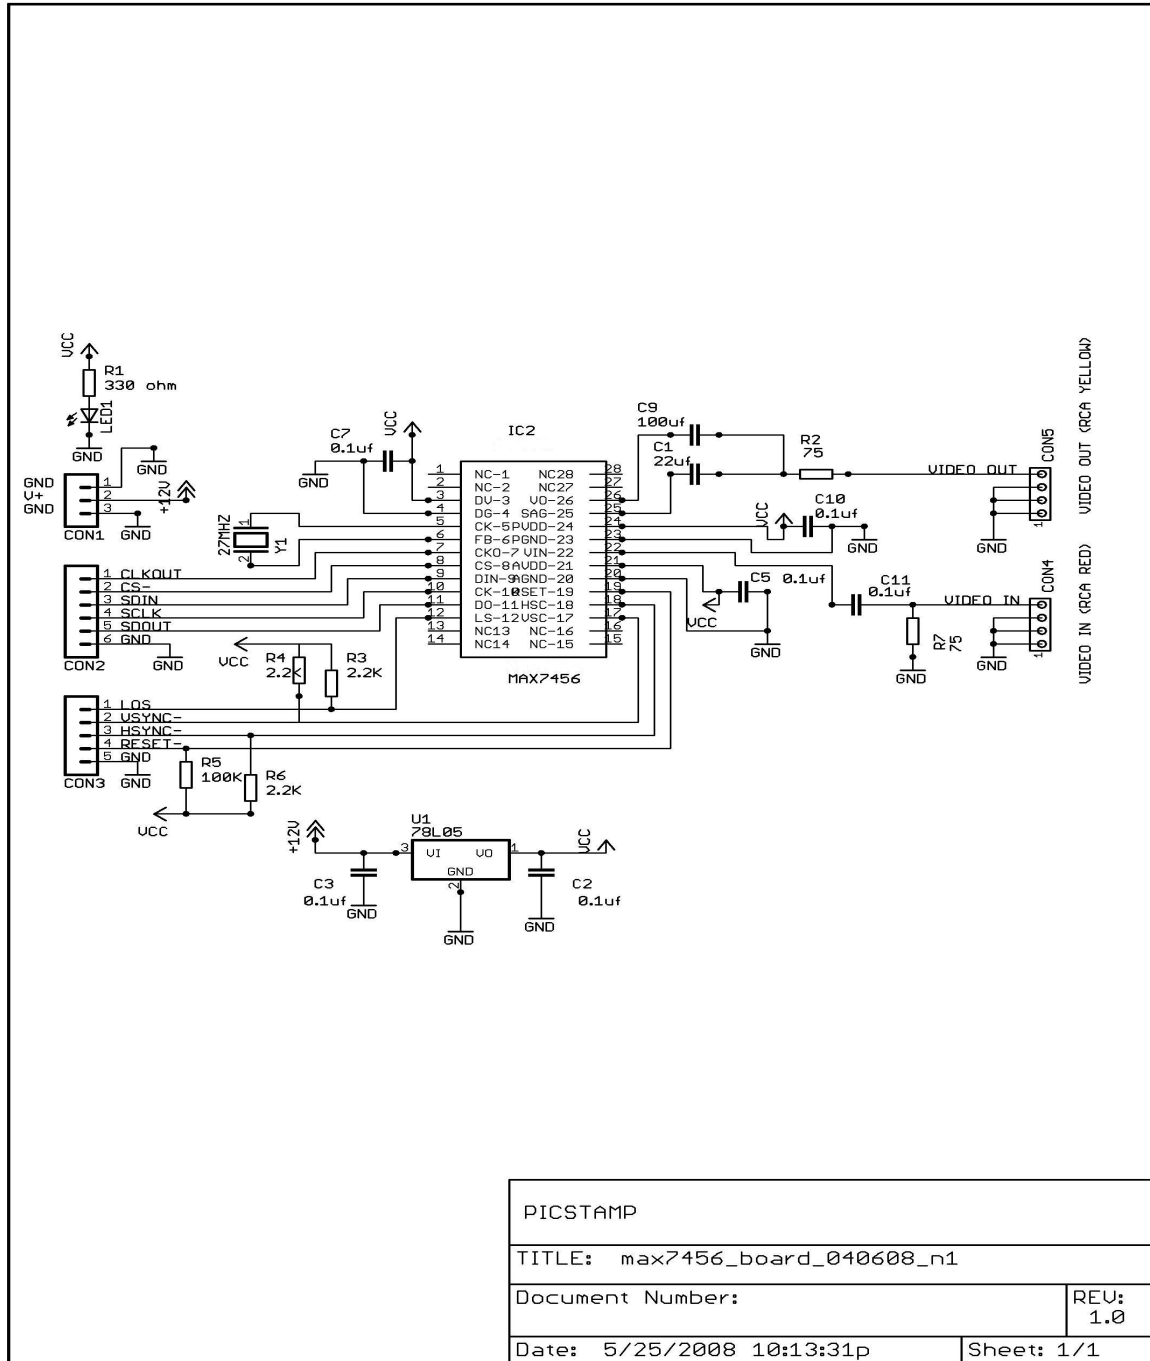 VCC
R1
330 ohm
LED1
GND
GND
V+
GND
1
2
3
CON1
GND
+12V
GND
C7
0.1uf
VCC
GND
27MHZ
1
2
Y1
1 CLKOUT
2 CS-
3 SDIN
4 SCLK
5 SDOUT
6 GND
CON2
GND
VCC
R4
2.2K
R3
2.2K
1 LOS
2 VSYNC-
3 HSYNC-
4 RESET-
5 GND
CON3
GND
R5
100K
R6
2.2K
VCC
IC2
1 NC-1 NC28 28
2 NC-2 NC27 27
3 DV-3 VO-26 26
4 DG-4 SAG-25 25
5 CK-5 PVDD-24 24
6 FB-6 PGND-23 23
7 CKO-7 VIN-22 22
8 CS-8 AVDD-21 21
9 DIN-9 AGND-20 20
10 CK-10 RSET-19 19
11 DO-11 HSC-18 18
12 LS-12 VSC-17 17
13 NC13 NC-16 16
14 NC14 NC-15 15
MAX7456
C9
100uf
C1
22uf
R2
75
VIDEO OUT
CON5
1
GND
VIDEO OUT (RCA YELLOW)
VCC
C10
0.1uf
GND
C5
0.1uf
VCC
GND
C11
0.1uf
VIDEO IN
R7
75
GND
CON4
1
GND
VIDEO IN (RCA RED)
+12V
U1
78L05
3 VI VO 1
GND
2
C3
0.1uf
GND
GND
VCC
C2
0.1uf
GND
PICSTAMP
TITLE: max7456_board_040608_n1
Document Number:
REV:
1.0
Date: 5/25/2008 10:13:31p
Sheet: 1/1